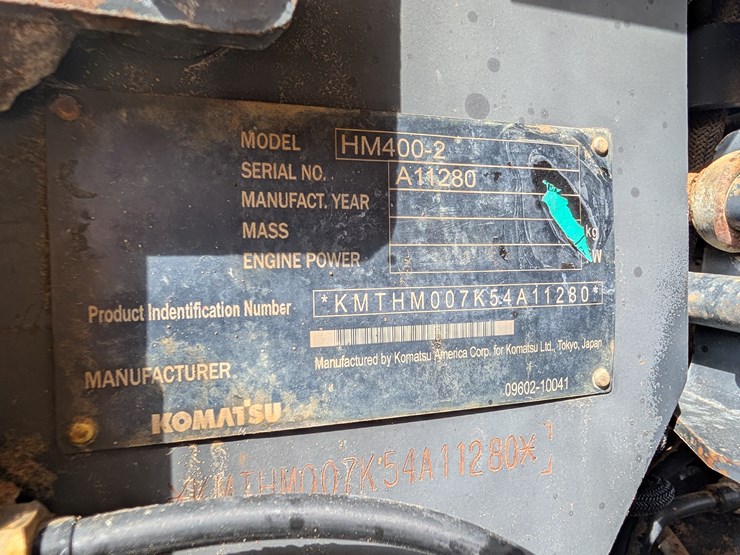 MODEL HM400-2
SERIAL NO. A11280
MANUFACT. YEAR
MASS kg
ENGINE POWER W
Product Indentification Number *KMTHM007K54A11280*
Manufactured by Komatsu America Corp. for Komatsu Ltd., Tokyo, Japan
MANUFACTURER
09602-10041
KOMATSU
*KMTHM007K54A11280*